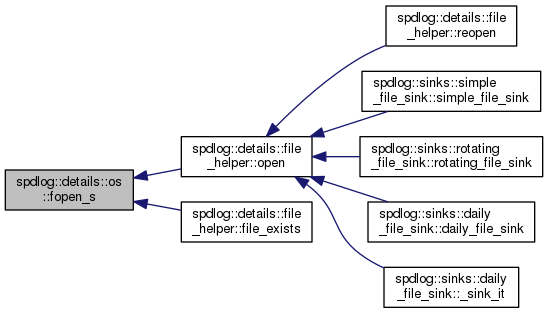 spdlog::details::file
_helper::reopen
spdlog::sinks::simple
_file_sink::simple_file_sink
spdlog::details::file
_helper::open
spdlog::sinks::rotating
_file_sink::rotating_file_sink
spdlog::details::os
::fopen_s
spdlog::details::file
_helper::file_exists
spdlog::sinks::daily
_file_sink::daily_file_sink
spdlog::sinks::daily
_file_sink::_sink_it